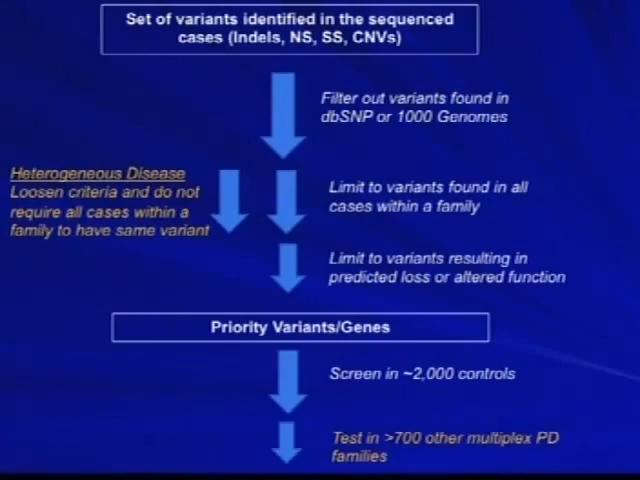 Set of variants identified in the sequenced
cases (Indels, NS, SS, CNVs)
Filter out variants found in
dbSNP or 1000 Genomes
Heterogeneous Disease
Loosen criteria and do not
require all cases within a
family to have same variant
Limit to variants found in all
cases within a family
Limit to variants resulting in
predicted loss or altered function
Priority Variants/Genes
Screen in ~2,000 controls
Test in >700 other multiplex PD
families